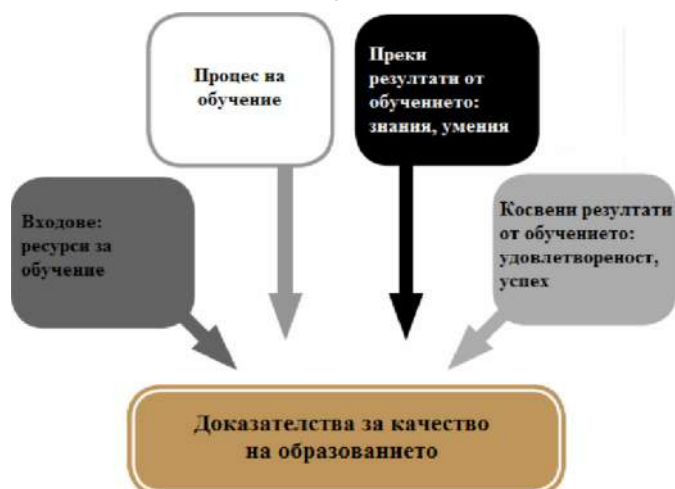 Процес на
обучение
Преки
резултати от
обучението:
знания, умения
Входове:
ресурси за
обучение
Косвени резултати
от обучението:
удовлетвореност,
успех
Доказателства за качество
на образованието